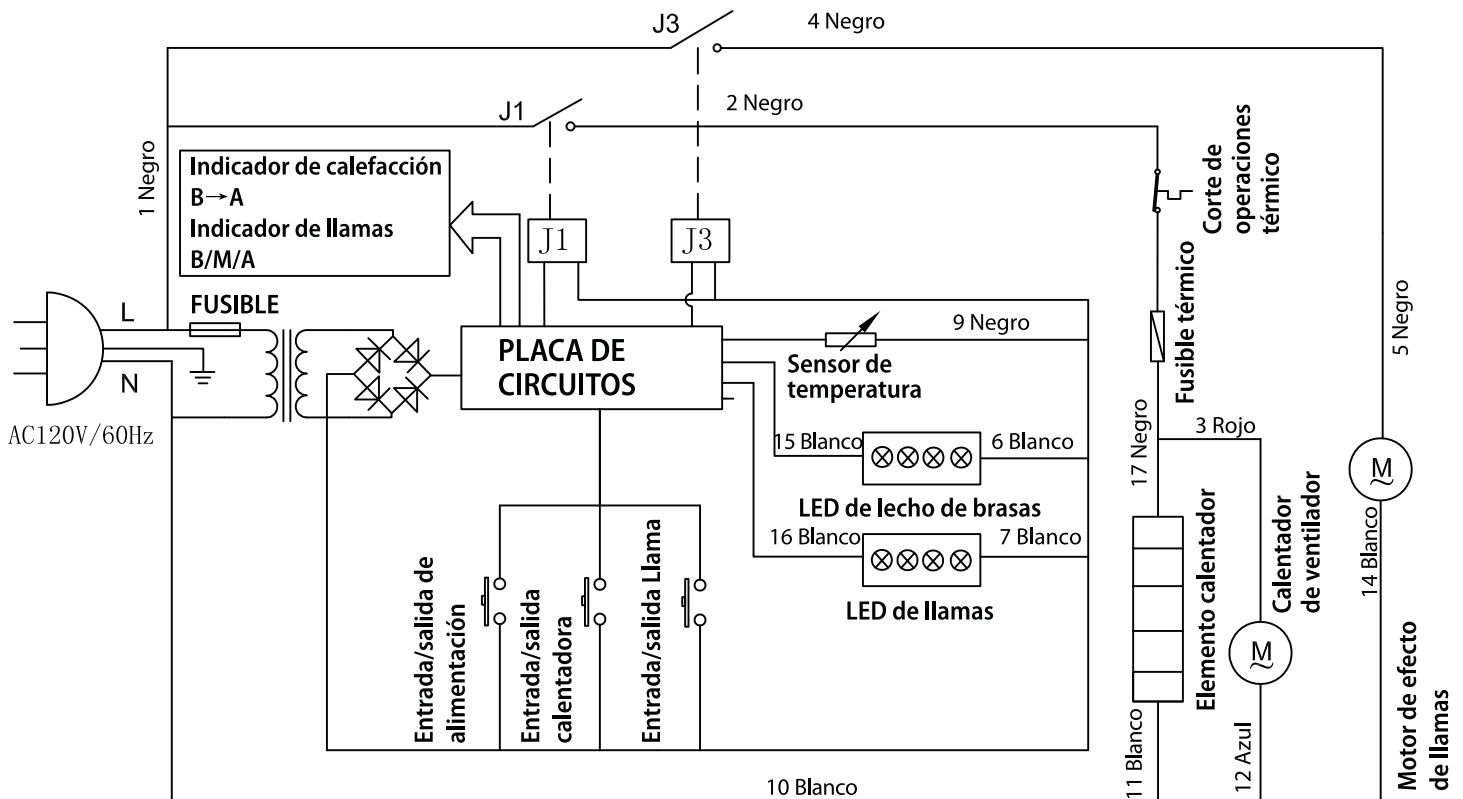 J3
4 Negro
J1
2 Negro
1 Negro
Indicador de calefacción
B→A
Indicador de llamas
B/M/A
J1
J3
Corte de
operaciones
térmico
L
FUSIBLE
N
AC120V/60Hz
PLACA DE
CIRCUITOS
9 Negro
Sensor de
temperatura
Fusible térmico
5 Negro
15 Blanco
6 Blanco
LED de lecho de brasas
16 Blanco
7 Blanco
LED de llamas
17 Negro
3 Rojo
M
14 Blanco
Entrada/salida de
alimentación
Entrada/salida
calentadora
Entrada/salida Llama
Elemento calentador
Calentador
de ventilador
M
Motor de efecto
de llamas
10 Blanco
11 Blanco
12 Azul